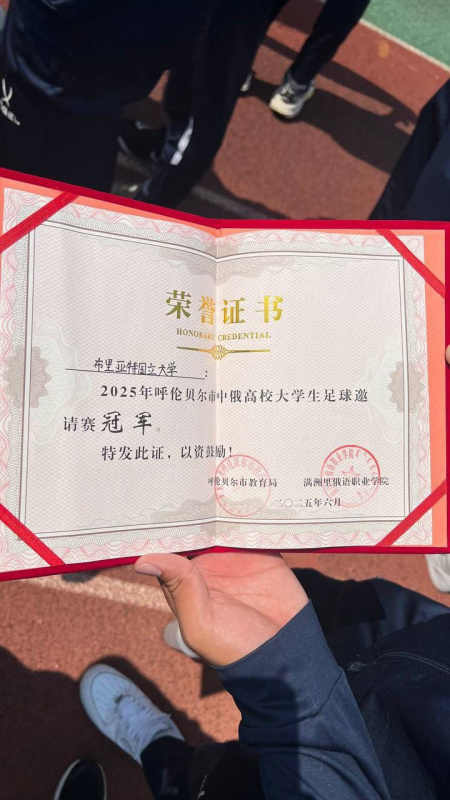 荣誉证书
HONORARY CREDENTIAL
布里亚特国立大学：
2025年呼伦贝尔市中俄高校大学生足球邀
请赛冠军。
特发此证，以资鼓励！
呼伦贝尔市教育局 满洲里俄语职业学院
二〇二五年六月